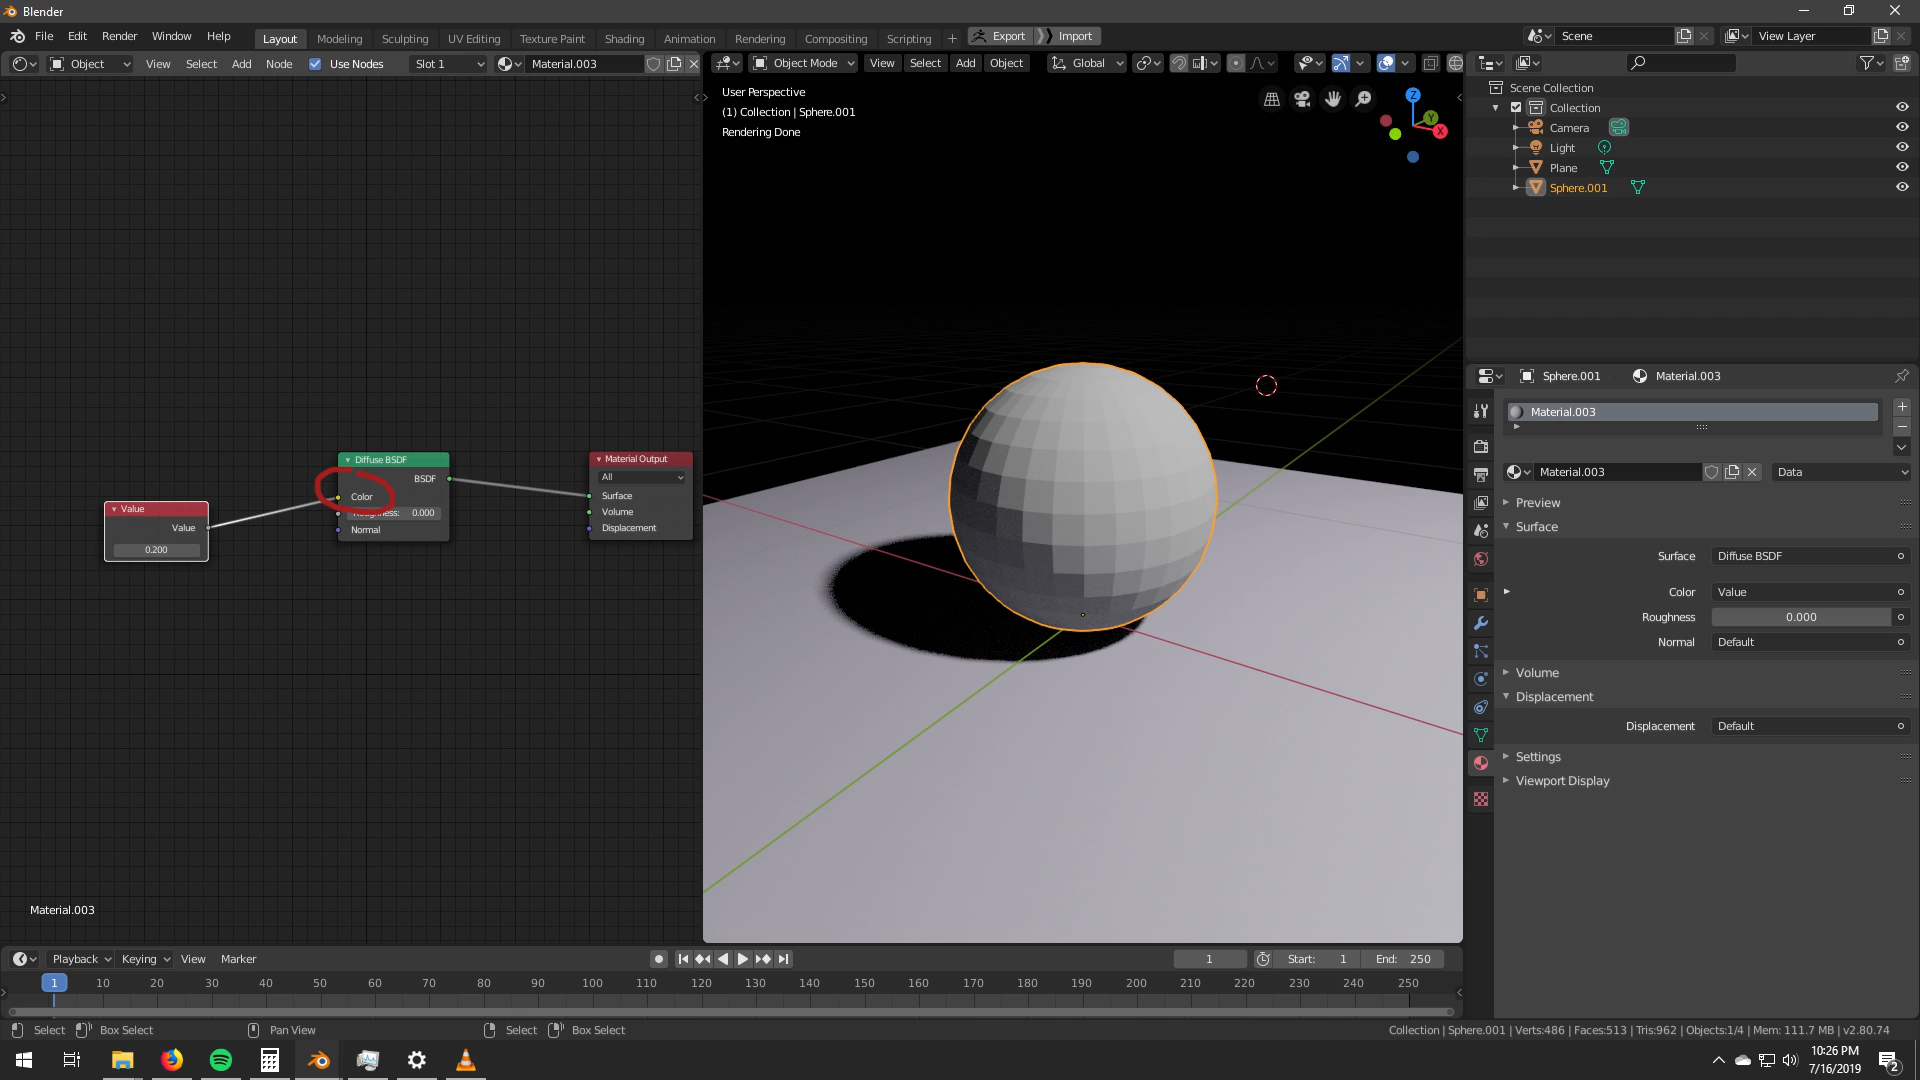 Blender
File Edit Render Window Help
Layout Modeling Sculpting UV Editing Texture Paint Shading Animation Rendering Compositing Scripting + Export Import
Scene View Layer
Object View Select Add Node Use Nodes Slot 1 Material.003
Object Mode View Select Add Object Global
User Perspective
(1) Collection | Sphere.001
Rendering Done
Z
Y
X
Scene Collection
Collection
Camera
Light
Plane
Sphere.001
Sphere.001 Material.003
Material.003
Material.003 Data
Preview
Surface
Surface Diffuse BSDF
Color Value
Roughness 0.000
Normal Default
Volume
Displacement
Displacement Default
Settings
Viewport Display
Value
Value
0.200
Diffuse BSDF
BSDF
Color
Roughness: 0.000
Normal
Material Output
All
Surface
Volume
Displacement
Material.003
Playback Keying View Marker
1 Start: 1 End: 250
1 10 20 30 40 50 60 70 80 90 100 110 120 130 140 150 160 170 180 190 200 210 220 230 240 250
Select Box Select Pan View Select Box Select
Collection | Sphere.001 | Verts:486 | Faces:513 | Tris:962 | Objects:1/4 | Mem: 111.7 MB | v2.80.74
10:26 PM
7/16/2019
2